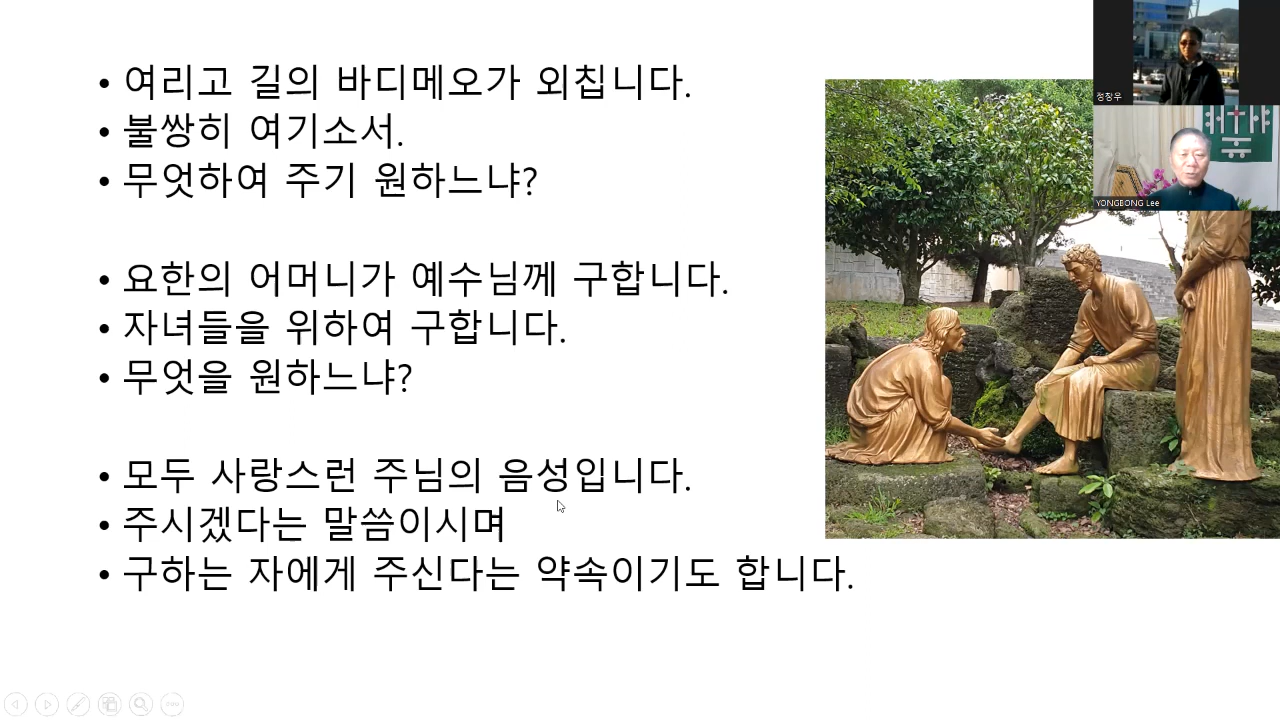 • 여리고 길의 바디메오가 외칩니다.
• 불쌍히 여기소서.
• 무엇하여 주기 원하느냐?
• 요한의 어머니가 예수님께 구합니다.
• 자녀들을 위하여 구합니다.
• 무엇을 원하느냐?
• 모두 사랑스런 주님의 음성입니다.
• 주시겠다는 말씀이시며
• 구하는 자에게 주신다는 약속이기도 합니다.
정창우
YONGBONG Lee